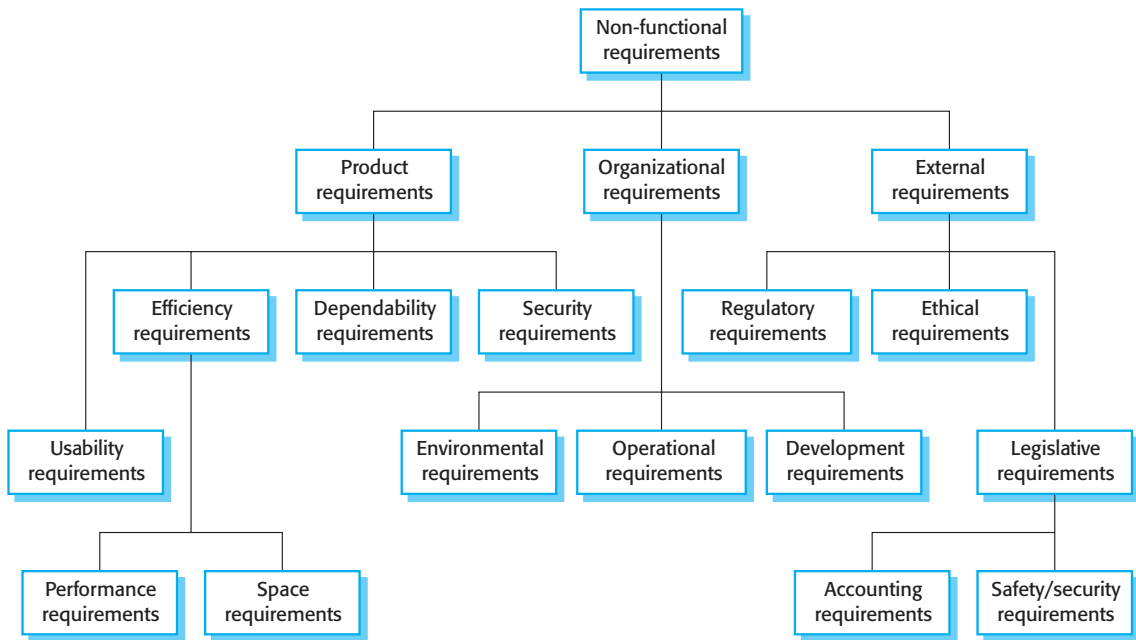 Non-functional
requirements
Product
requirements
Organizational
requirements
External
requirements
Efficiency
requirements
Dependability
requirements
Security
requirements
Regulatory
requirements
Ethical
requirements
Usability
requirements
Environmental
requirements
Operational
requirements
Development
requirements
Legislative
requirements
Performance
requirements
Space
requirements
Accounting
requirements
Safety/security
requirements